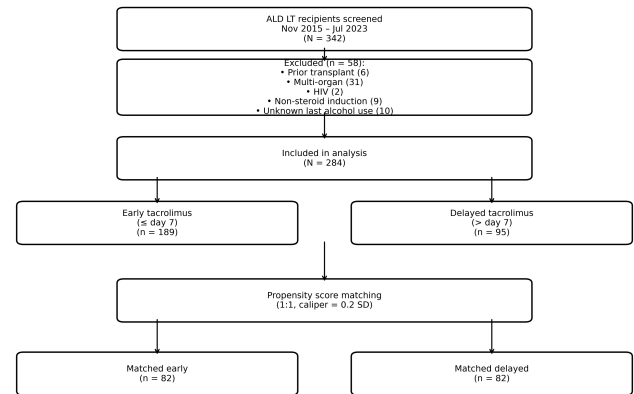 ALD LT recipients screened
Nov 2015 – Jul 2023
(N = 342)
Excluded (n = 58):
• Prior transplant (6)
• Multi-organ (31)
• HIV (2)
• Non-steroid induction (9)
• Unknown last alcohol use (10)
Included in analysis
(N = 284)
Early tacrolimus
(≤ day 7)
(n = 189)
Delayed tacrolimus
(> day 7)
(n = 95)
Propensity score matching
(1:1, caliper = 0.2 SD)
Matched early
(n = 82)
Matched delayed
(n = 82)